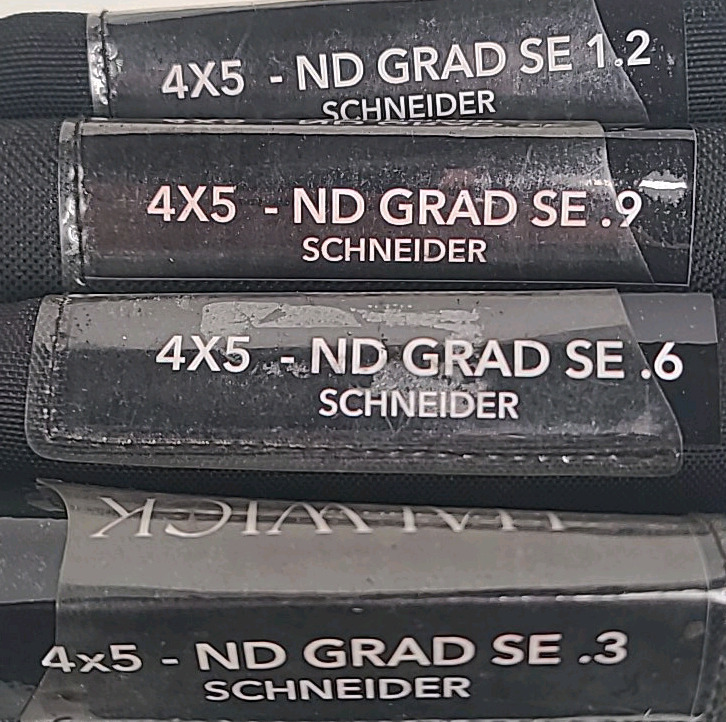 4X5 - ND GRAD SE 1.2
SCHNEIDER
4X5 - ND GRAD SE .9
SCHNEIDER
4X5 - ND GRAD SE .6
SCHNEIDER
4x5 - ND GRAD SE .3
SCHNEIDER